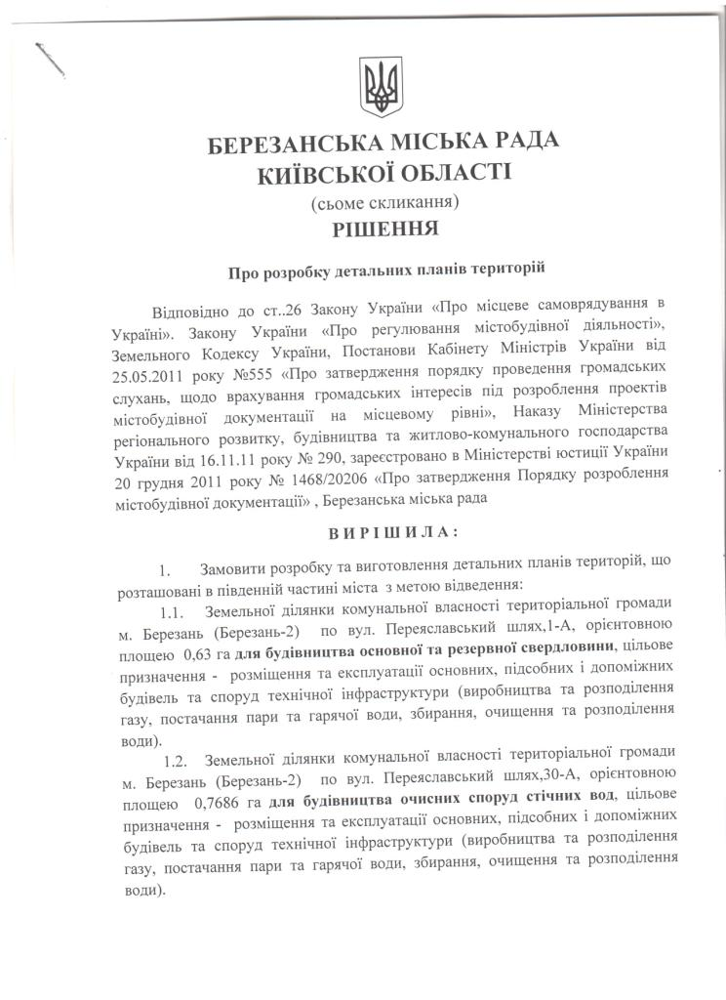 БЕРЕЗАНСЬКА МІСЬКА РАДА
КИЇВСЬКОЇ ОБЛАСТІ
(сьоме скликання)
РІШЕННЯ
Про розробку детальних планів територій
Відповідно до ст..26 Закону України «Про місцеве самоврядування в
Україні». Закону України «Про регулювання містобудівної діяльності»,
Земельного Кодексу України, Постанови Кабінету Міністрів України від
25.05.2011 року №555 «Про затвердження порядку проведення громадських
слухань, щодо врахування громадських інтересів під розроблення проектів
містобудівної документації на місцевому рівні», Наказу Міністерства
регіонального розвитку, будівництва та житлово-комунального господарства
України від 16.11.11 року № 290, зареєстровано в Міністерстві юстиції України
20 грудня 2011 року № 1468/20206 «Про затвердження Порядку розроблення
містобудівної документації» , Березанська міська рада
В И Р І Ш И Л А :
1. Замовити розробку та виготовлення детальних планів територій, що
розташовані в південній частині міста з метою відведення:
1.1. Земельної ділянки комунальної власності територіальної громади
м. Березань (Березань-2) по вул. Переяславський шлях,1-А, орієнтовною
площею 0,63 га для будівництва основної та резервної свердловини, цільове
призначення - розміщення та експлуатації основних, підсобних і допоміжних
будівель та споруд технічної інфраструктури (виробництва та розподілення
газу, постачання пари та гарячої води, збирання, очищення та розподілення
води).
1.2. Земельної ділянки комунальної власності територіальної громади
м. Березань (Березань-2) по вул. Переяславський шлях,30-А, орієнтовною
площею 0,7686 га для будівництва очисних споруд стічних вод, цільове
призначення - розміщення та експлуатації основних, підсобних і допоміжних
будівель та споруд технічної інфраструктури (виробництва та розподілення
газу, постачання пари та гарячої води, збирання, очищення та розподілення
води).